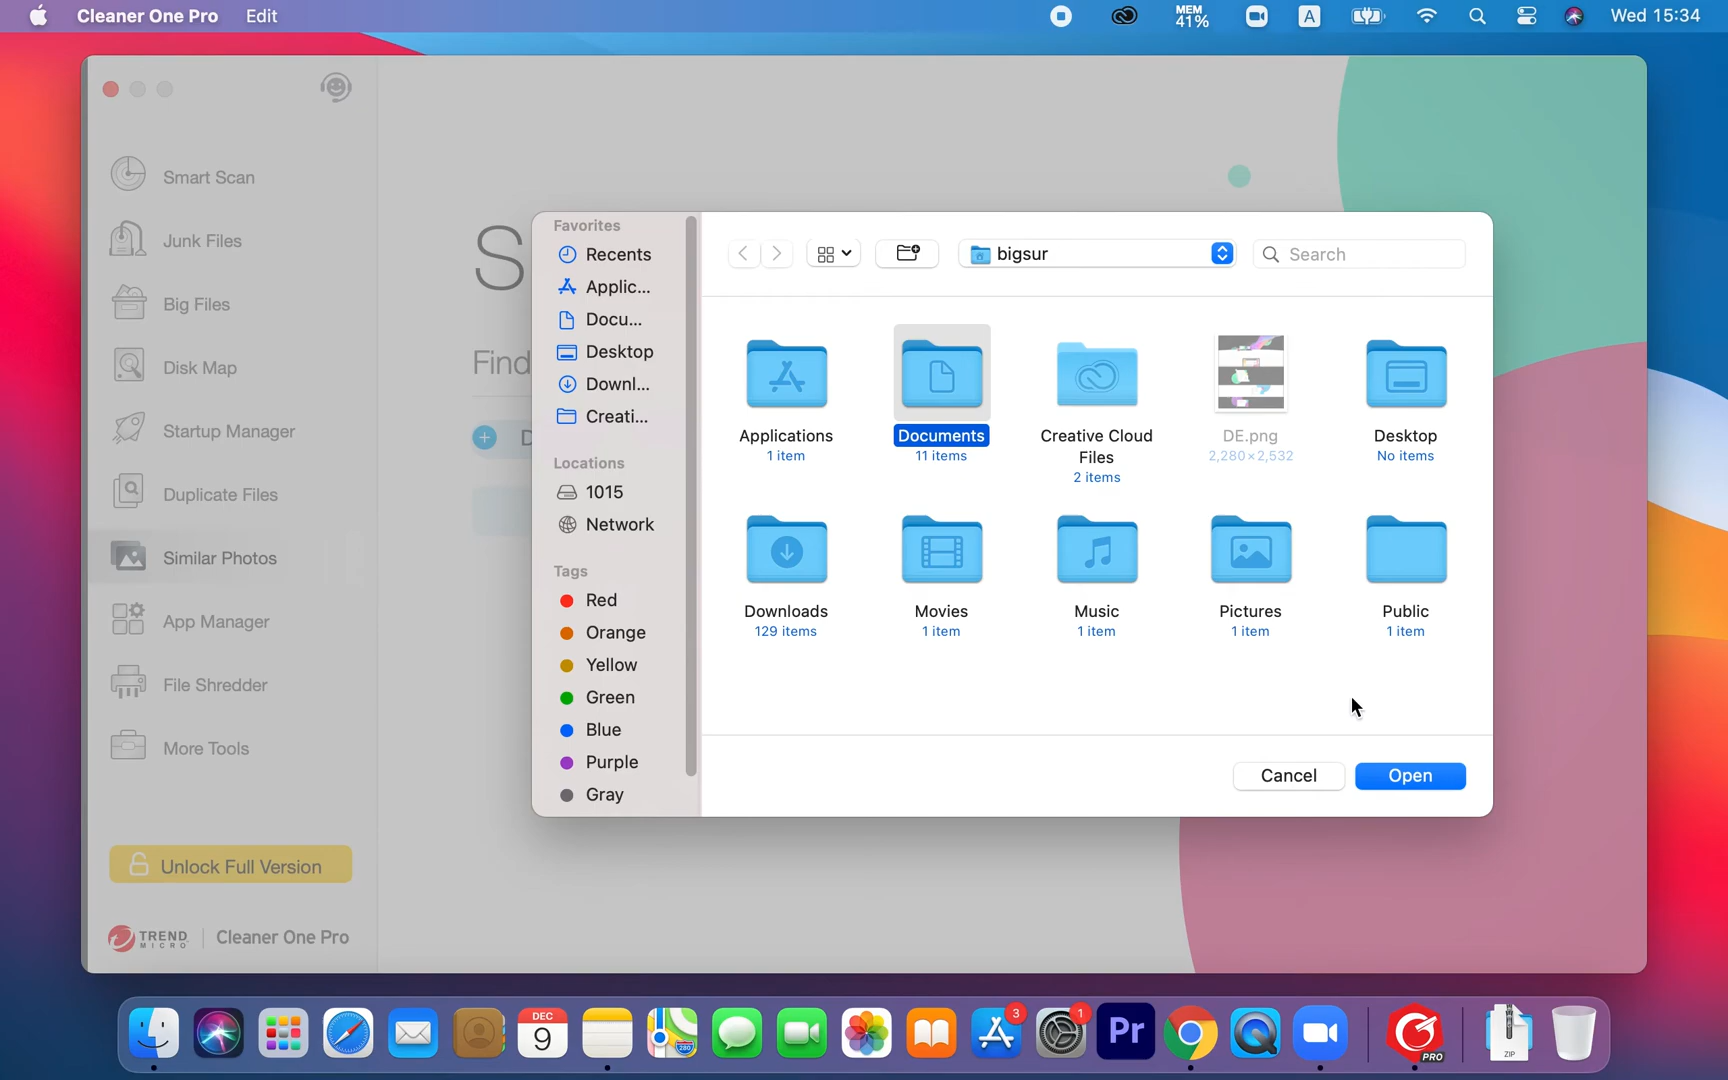 Cleaner One Pro Edit MEM 41% A Wed 15:34
Smart Scan
Junk Files
Big Files
Disk Map
Startup Manager
Duplicate Files
Similar Photos
App Manager
File Shredder
More Tools
Unlock Full Version
TREND MICRO Cleaner One Pro
S
Find
D
Favorites
Recents
Applic...
Docu...
Desktop
Downl...
Creati...
Locations
1015
Network
Tags
Red
Orange
Yellow
Green
Blue
Purple
Gray
bigsur
Search
Applications
1 item
Documents
11 items
Creative Cloud
Files
2 items
DE.png
2,280×2,532
Desktop
No items
Downloads
129 items
Movies
1 item
Music
1 item
Pictures
1 item
Public
1 item
Cancel Open
DEC
9
280
3
1
Pr
PRO
ZIP